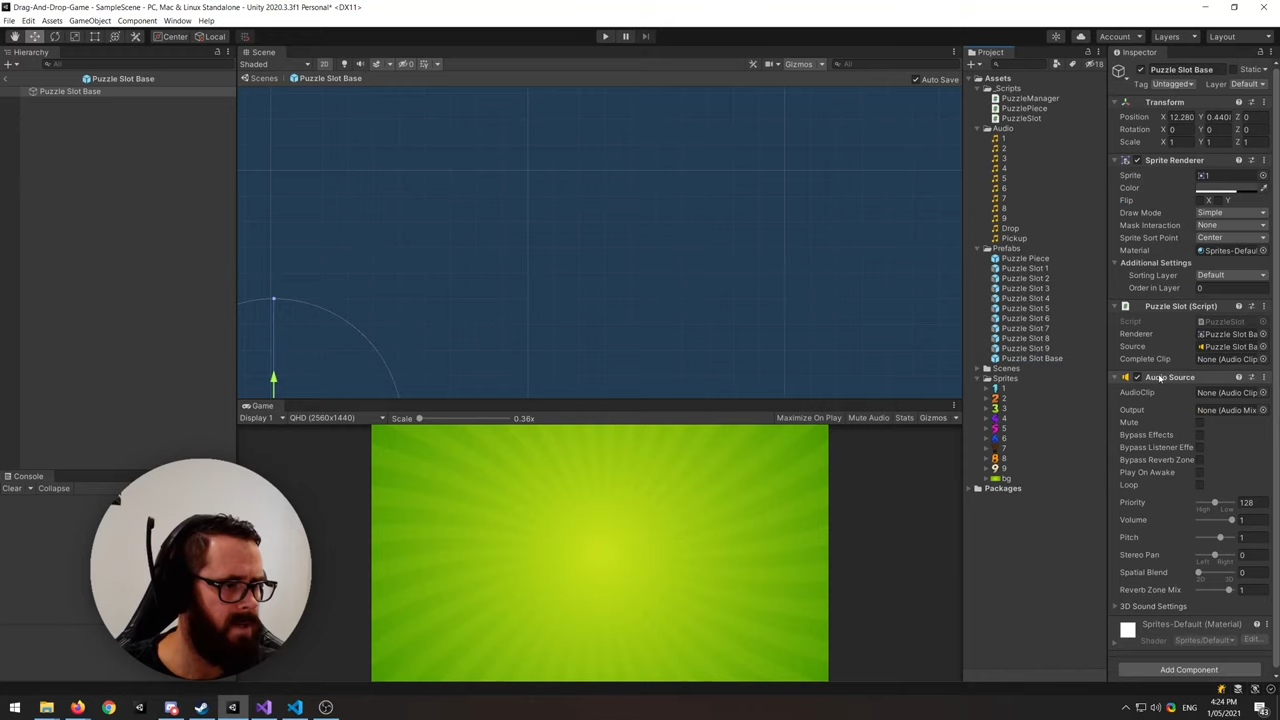 Drag-And-Drop-Game - SampleScene - PC, Mac & Linux Standalone - Unity 2020.3.3f1 Personal* <DX11>
File Edit Assets GameObject Component Window Help
Center Local Account Layers Layout
Hierarchy
All
Puzzle Slot Base
Puzzle Slot Base
Scene
Shaded 2D 0 Gizmos All
Scenes Puzzle Slot Base Auto Save
Game
Display 1 QHD (2560x1440) Scale 0.36x Maximize On Play Mute Audio Stats Gizmos
Console
Clear Collapse
Project
18
Assets
_Scripts
PuzzleManager
PuzzlePiece
PuzzleSlot
Audio
1
2
3
4
5
6
7
8
9
Drop
Pickup
Prefabs
Puzzle Piece
Puzzle Slot 1
Puzzle Slot 2
Puzzle Slot 3
Puzzle Slot 4
Puzzle Slot 5
Puzzle Slot 6
Puzzle Slot 7
Puzzle Slot 8
Puzzle Slot 9
Puzzle Slot Base
Scenes
Sprites
1
2
3
4
5
6
7
8
9
bg
Packages
Inspector
Puzzle Slot Base Static
Tag Untagged Layer Default
Transform
Position X 12.280 Y 0.4408 Z 0
Rotation X 0 Y 0 Z 0
Scale X 1 Y 1 Z 1
Sprite Renderer
Sprite 1
Color
Flip X Y
Draw Mode Simple
Mask Interaction None
Sprite Sort Point Center
Material Sprites-Defaul
Additional Settings
Sorting Layer Default
Order in Layer 0
Puzzle Slot (Script)
Script PuzzleSlot
Renderer Puzzle Slot Ba
Source Puzzle Slot Ba
Complete Clip None (Audio Clip
Audio Source
AudioClip None (Audio Clip
Output None (Audio Mix
Mute
Bypass Effects
Bypass Listener Effe
Bypass Reverb Zone
Play On Awake
Loop
Priority 128
High Low
Volume 1
Pitch 1
Stereo Pan 0
Left Right
Spatial Blend 0
2D 3D
Reverb Zone Mix 1
3D Sound Settings
Sprites-Default (Material)
Shader Sprites/Default Edit...
Add Component
ENG 4:24 PM
1/05/2021
43